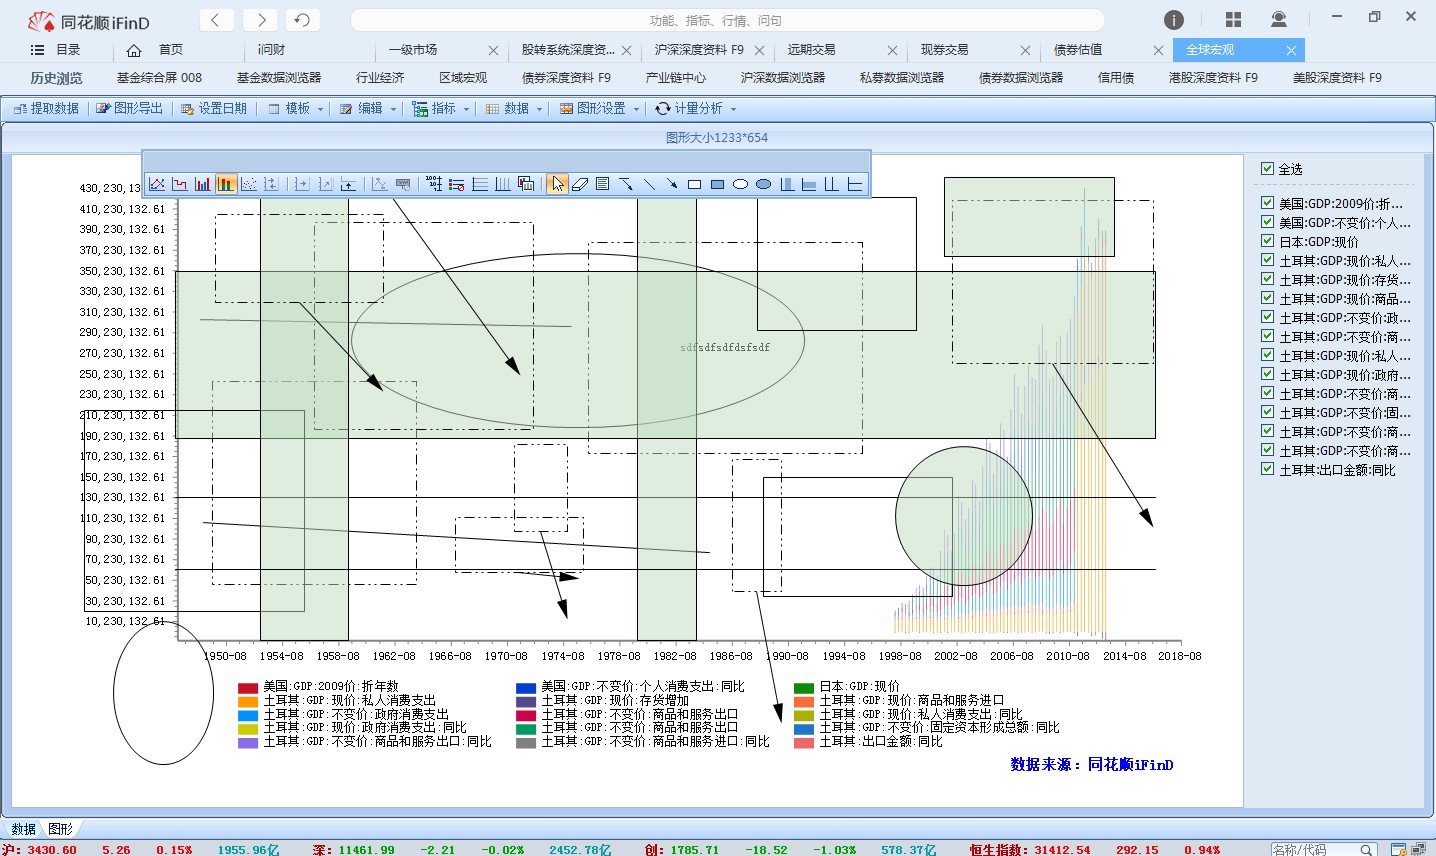 同花顺iFinD
功能、指标、行情、问句
目录 首页 i问财 一级市场 股转系统深度资... 沪深深度资料 F9 远期交易 现券交易 债券估值 全球宏观
历史浏览 基金综合屏 008 基金数据浏览器 行业经济 区域宏观 债券深度资料 F9 产业链中心 沪深数据浏览器 私募数据浏览器 债券数据浏览器 信用债 港股深度资料 F9 美股深度资料 F9
提取数据 图形导出 设置日期 模板 编辑 指标 数据 图形设置 计量分析
图形大小1233*654
430,230,132.61
410,230,132.61
390,230,132.61
370,230,132.61
350,230,132.61
330,230,132.61
310,230,132.61
290,230,132.61
270,230,132.61
250,230,132.61
230,230,132.61
210,230,132.61
190,230,132.61
170,230,132.61
150,230,132.61
130,230,132.61
110,230,132.61
90,230,132.61
70,230,132.61
50,230,132.61
30,230,132.61
10,230,132.61
sdfsdfsdfdsfsdf
1950-08 1954-08 1958-08 1962-08 1966-08 1970-08 1974-08 1978-08 1982-08 1986-08 1990-08 1994-08 1998-08 2002-08 2006-08 2010-08 2014-08 2018-08
美国:GDP:2009价:折年数 美国:GDP:不变价:个人消费支出:同比 日本:GDP:现价
土耳其:GDP:现价:私人消费支出 土耳其:GDP:现价:存货增加 土耳其:GDP:现价:商品和服务进口
土耳其:GDP:不变价:政府消费支出 土耳其:GDP:不变价:商品和服务出口 土耳其:GDP:现价:私人消费支出:同比
土耳其:GDP:现价:政府消费支出:同比 土耳其:GDP:不变价:商品和服务出口 土耳其:GDP:不变价:固定资本形成总额:同比
土耳其:GDP:不变价:商品和服务出口:同比 土耳其:GDP:不变价:商品和服务进口:同比 土耳其:出口金额:同比
数据来源：同花顺iFinD
全选
美国:GDP:2009价:折...
美国:GDP:不变价:个人...
日本:GDP:现价
土耳其:GDP:现价:私人...
土耳其:GDP:现价:存货...
土耳其:GDP:现价:商品...
土耳其:GDP:不变价:政...
土耳其:GDP:不变价:商...
土耳其:GDP:现价:私人...
土耳其:GDP:现价:政府...
土耳其:GDP:不变价:商...
土耳其:GDP:不变价:固...
土耳其:GDP:不变价:商...
土耳其:GDP:不变价:商...
土耳其:出口金额:同比
数据 图形
沪: 3430.60 5.26 0.15% 1955.96亿 深: 11461.99 -2.21 -0.02% 2452.78亿 创: 1785.71 -18.52 -1.03% 578.37亿 恒生指数: 31412.54 292.15 0.94% 名称/代码